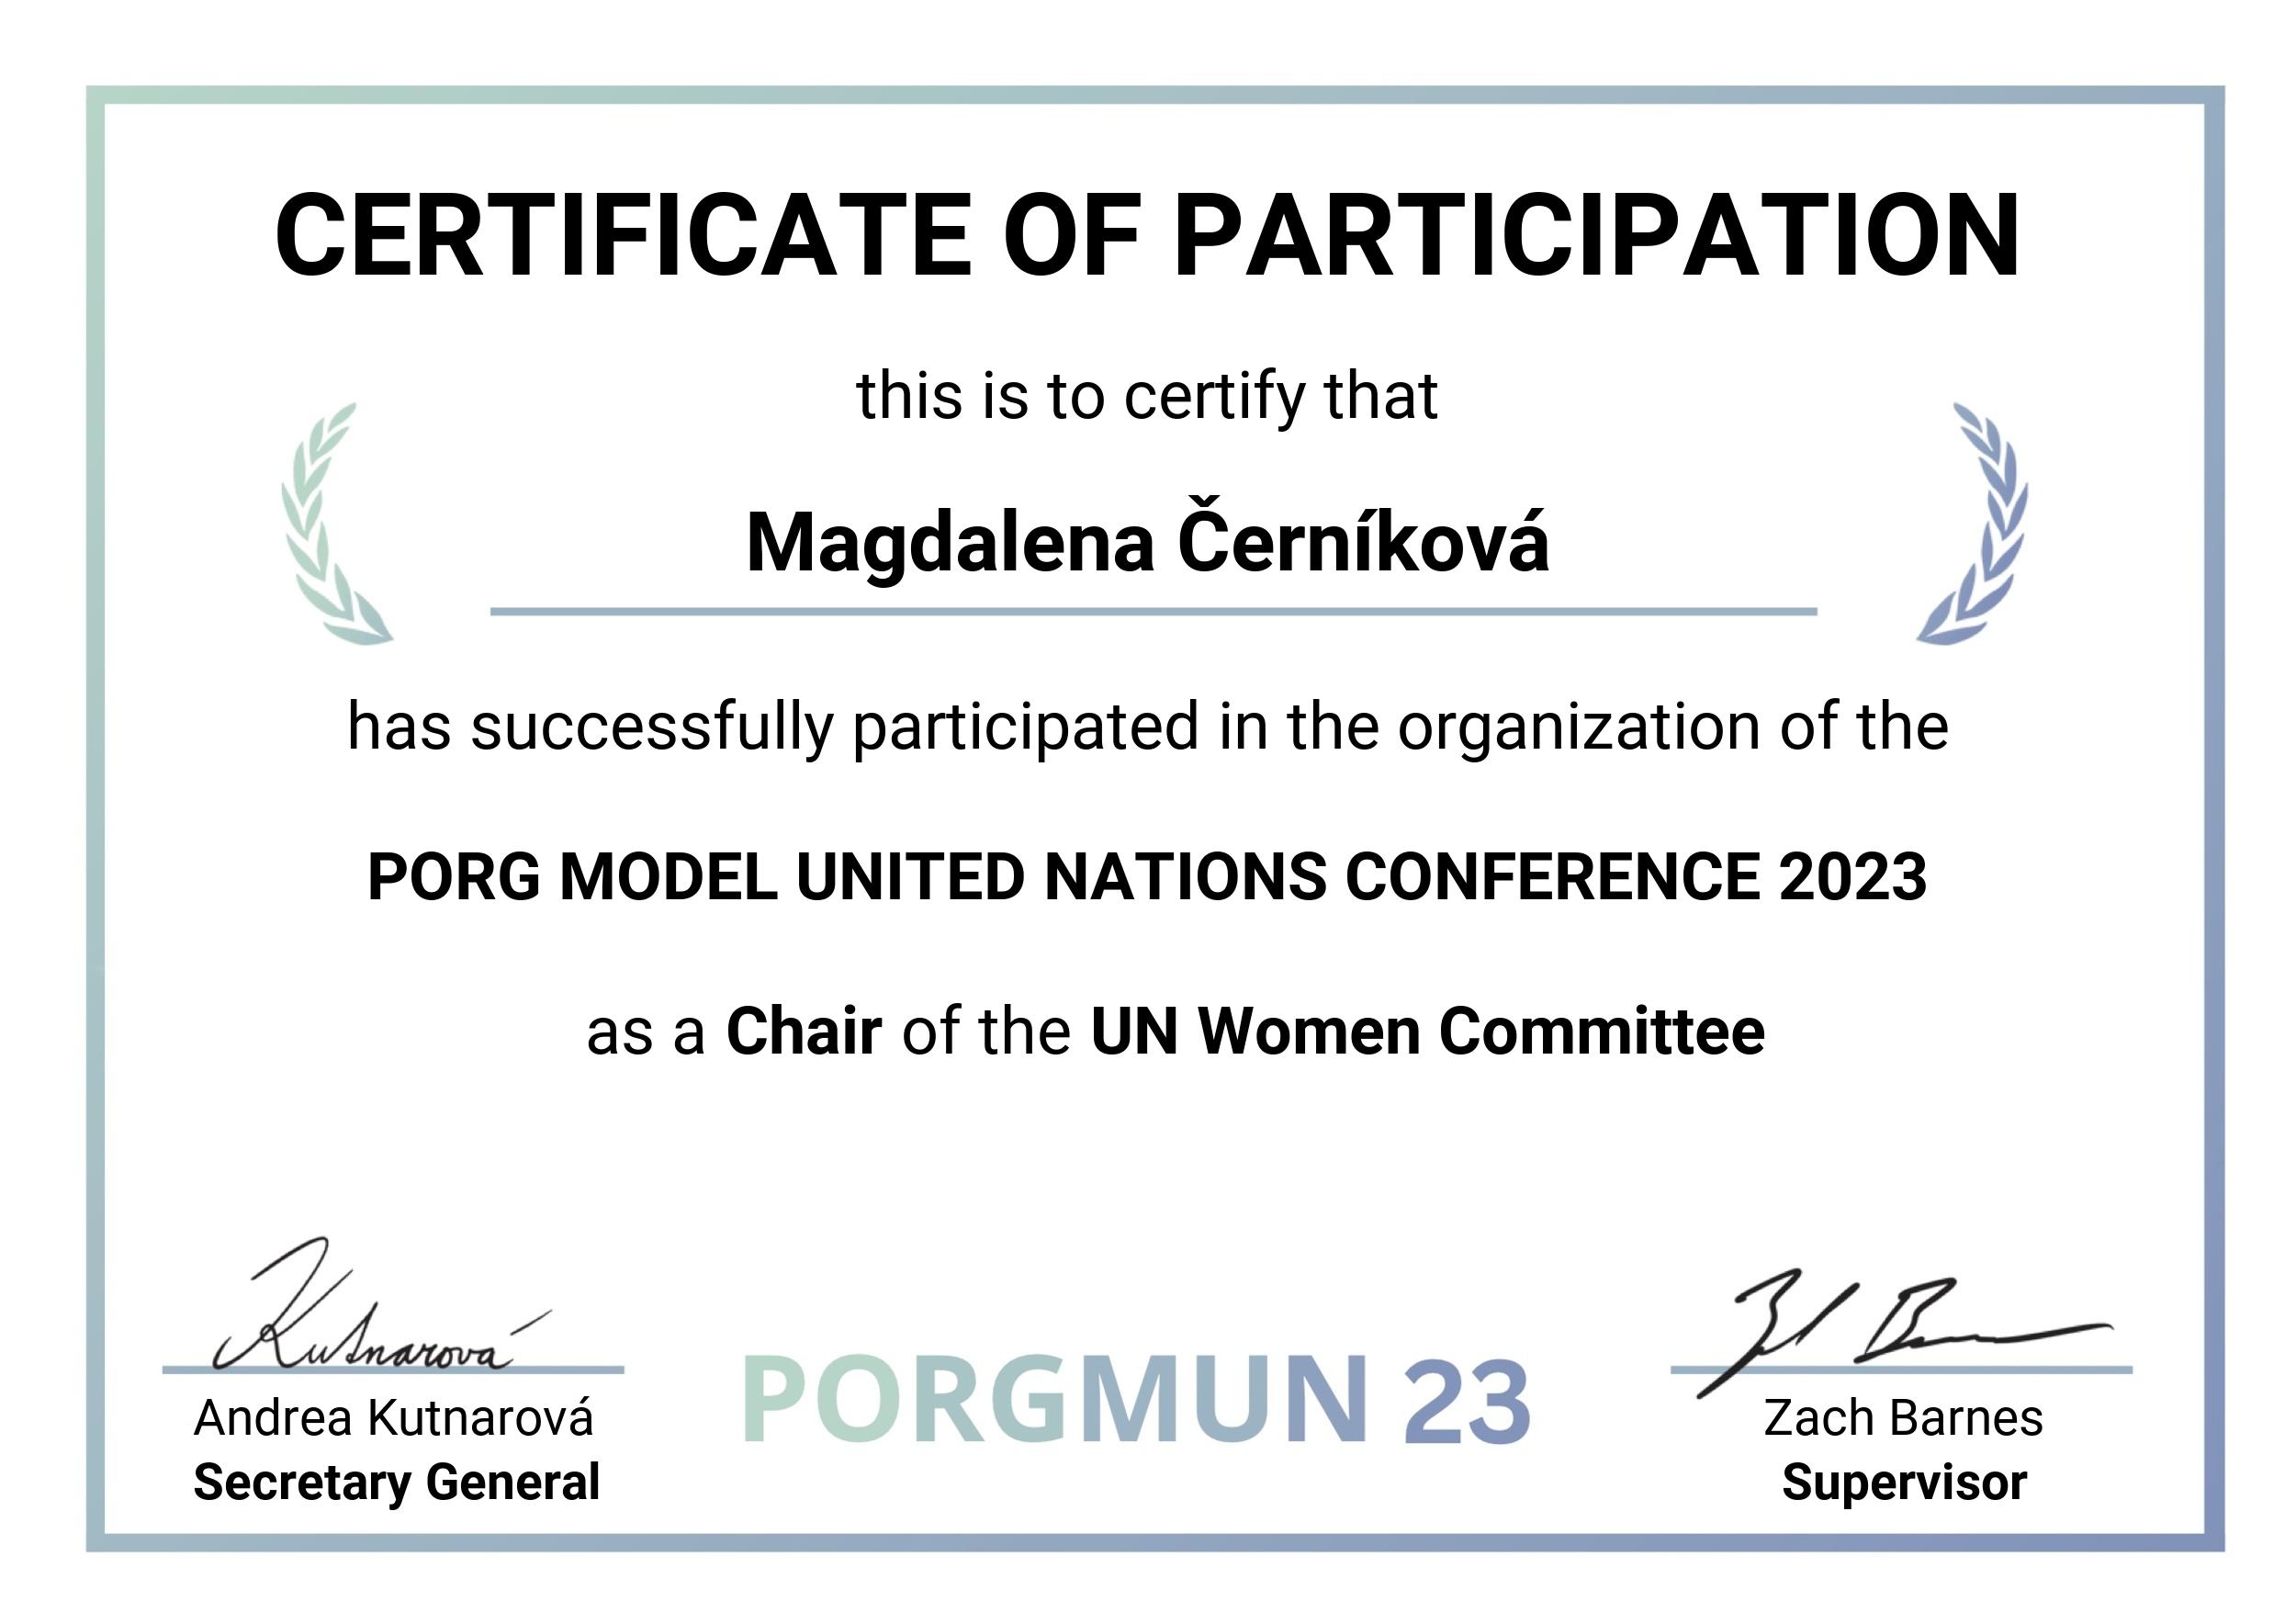 CERTIFICATE OF PARTICIPATION
this is to certify that
Magdalena Černíková
has successfully participated in the organization of the
PORG MODEL UNITED NATIONS CONFERENCE 2023
as a Chair of the UN Women Committee
Kutnarová
Andrea Kutnarová
Secretary General
PORGMUN 23
Zach Barnes
Supervisor